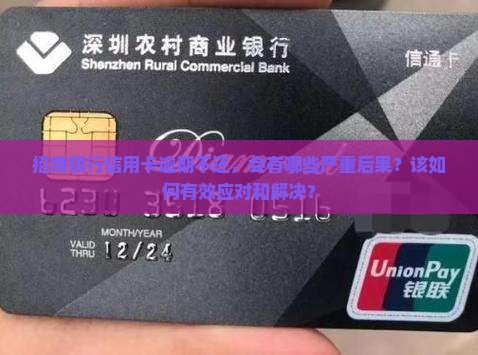 深圳农村商业银行
Shenzhen Rural Commercial Bank
信通卡
Diamond
招商银行信用卡逾期不还，会有哪些严重后果？该如
何有效应对和解决？
MONTH/YEAR
VALID
THRU 12/24
UnionPay
银联